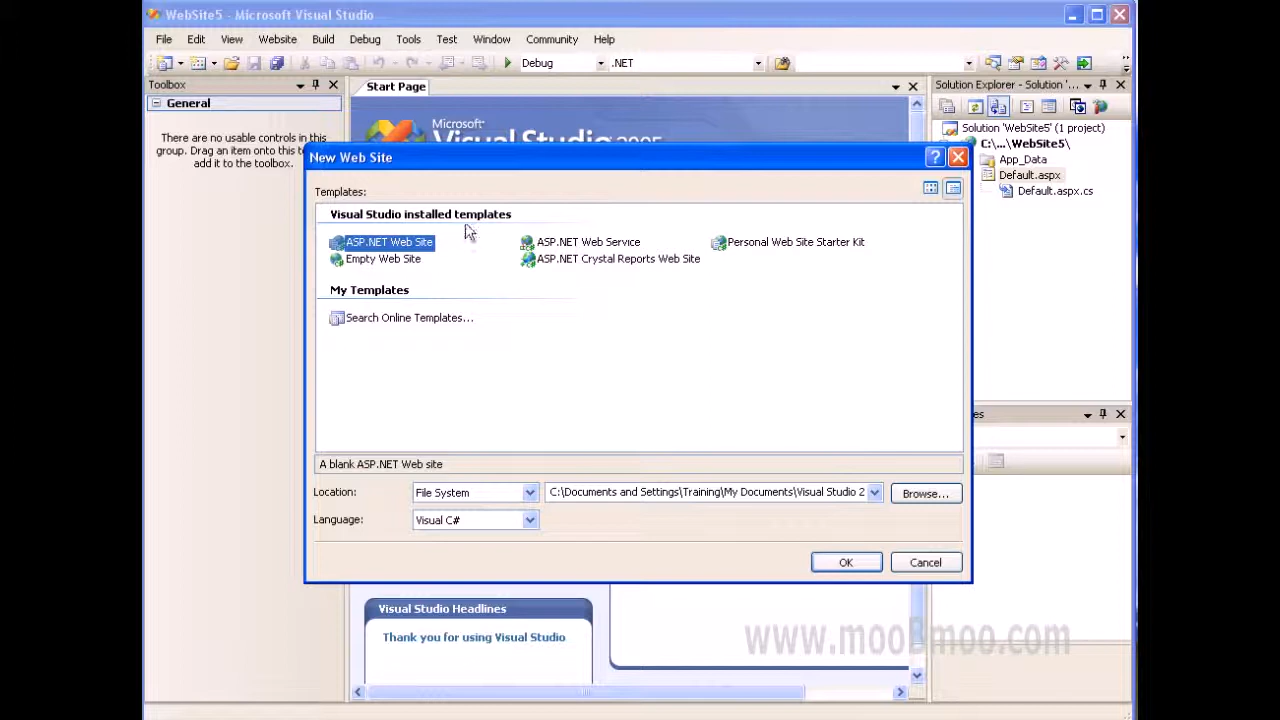 WebSite5 - Microsoft Visual Studio
File Edit View Website Build Debug Tools Test Window Community Help
Debug .NET
Toolbox
General
There are no usable controls in this
group. Drag an item onto this
add it to the toolbox.
Start Page
Microsoft
Visual Studio 2005
Solution Explorer - Solution '...
Solution 'WebSite5' (1 project)
C:\...\WebSite5\
App_Data
Default.aspx
Default.aspx.cs
New Web Site
Templates:
Visual Studio installed templates
ASP.NET Web Site ASP.NET Web Service Personal Web Site Starter Kit
Empty Web Site ASP.NET Crystal Reports Web Site
My Templates
Search Online Templates...
A blank ASP.NET Web site
Location: File System C:\Documents and Settings\Training\My Documents\Visual Studio 2 Browse...
Language: Visual C#
OK Cancel
Visual Studio Headlines
Thank you for using Visual Studio
www.mooBmoo.com